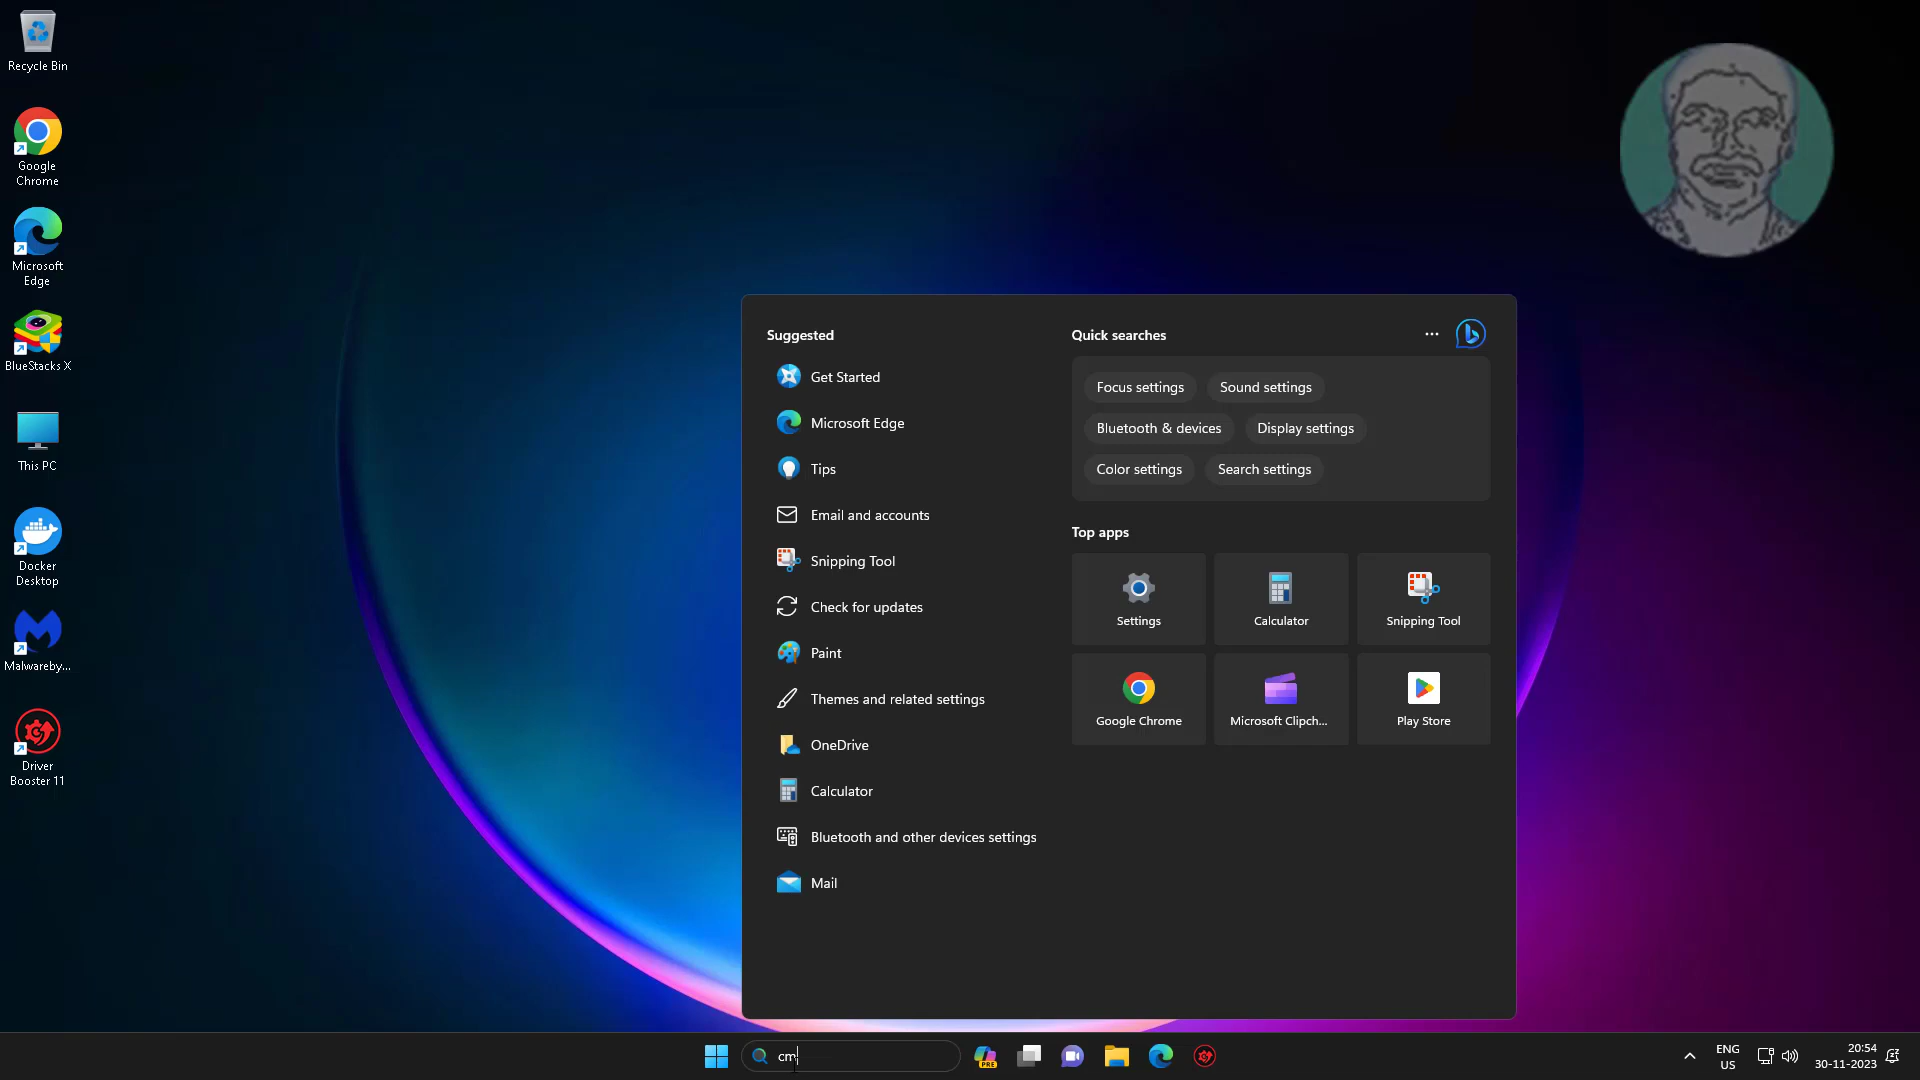 Recycle Bin
Google
Chrome
Microsoft
Edge
BlueStacks X
This PC
Docker
Desktop
Malwareby...
Driver
Booster 11
Suggested
Get Started
Microsoft Edge
Tips
Email and accounts
Snipping Tool
Check for updates
Paint
Themes and related settings
OneDrive
Calculator
Bluetooth and other devices settings
Mail
Quick searches
Focus settings
Sound settings
Bluetooth & devices
Display settings
Color settings
Search settings
Top apps
Settings
Calculator
Snipping Tool
Google Chrome
Microsoft Clipch...
Play Store
cm
PRE
ENG
US
20:54
30-11-2023